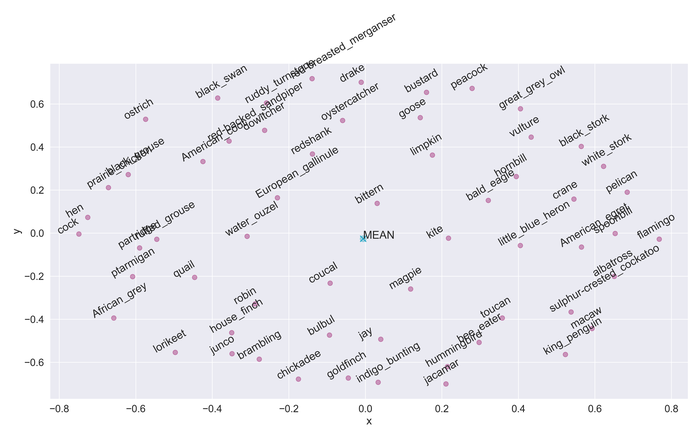 red-breasted_merganser
ruddy_turnstone
drake
peacock
bustard
black_swan
great_grey_owl
red-backed_sandpiper
ostrich
oystercatcher
goose
dowitcher
American_coot
vulture
black_stork
redshank
limpkin
white_stork
black_grouse
prairie_chicken
hornbill
European_gallinule
bald_eagle
crane
pelican
bittern
hen
cock
water_ouzel
partridge
ruffed_grouse
MEAN
kite
little_blue_heron
American_egret
spoonbill
flamingo
ptarmigan
quail
coucal
magpie
albatross
sulphur-crested_cockatoo
African_grey
robin
house_finch
toucan
macaw
lorikeet
junco
brambling
bulbul
jay
bee_eater
hummingbird
king_penguin
chickadee
goldfinch
indigo_bunting
jacamar
0.6
0.4
0.2
0.0
−0.2
−0.4
−0.6
y
−0.8 −0.6 −0.4 −0.2 0.0 0.2 0.4 0.6 0.8
x